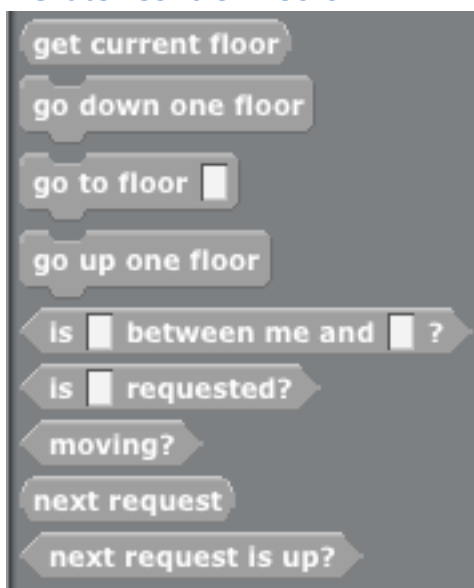 get current floor
go down one floor
go to floor
go up one floor
is between me and ?
is requested?
moving?
next request
next request is up?